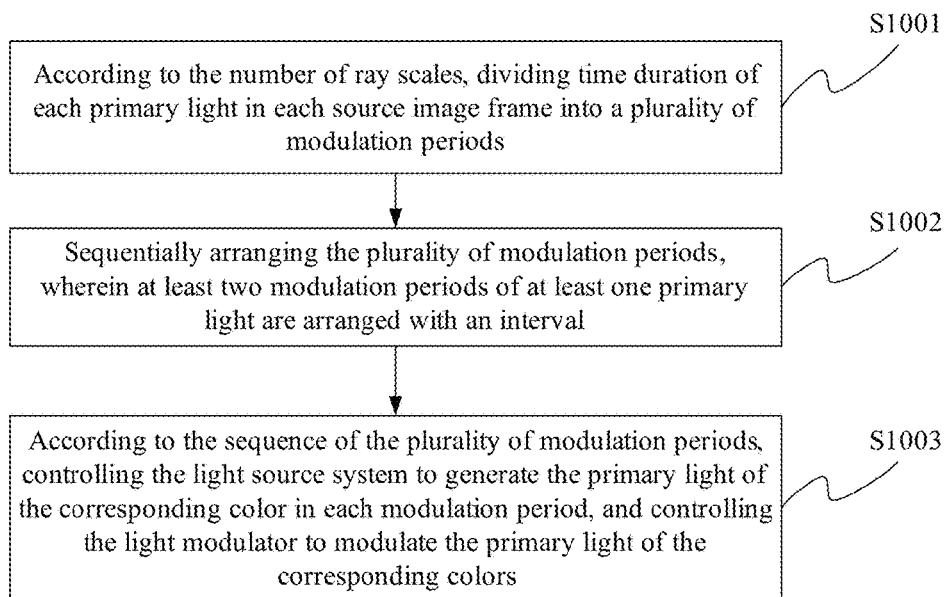 S1001
According to the number of ray scales, dividing time duration of
each primary light in each source image frame into a plurality of
modulation periods
S1002
Sequentially arranging the plurality of modulation periods,
wherein at least two modulation periods of at least one primary
light are arranged with an interval
S1003
According to the sequence of the plurality of modulation periods,
controlling the light source system to generate the primary light of
the corresponding color in each modulation period, and controlling
the light modulator to modulate the primary light of the
corresponding colors